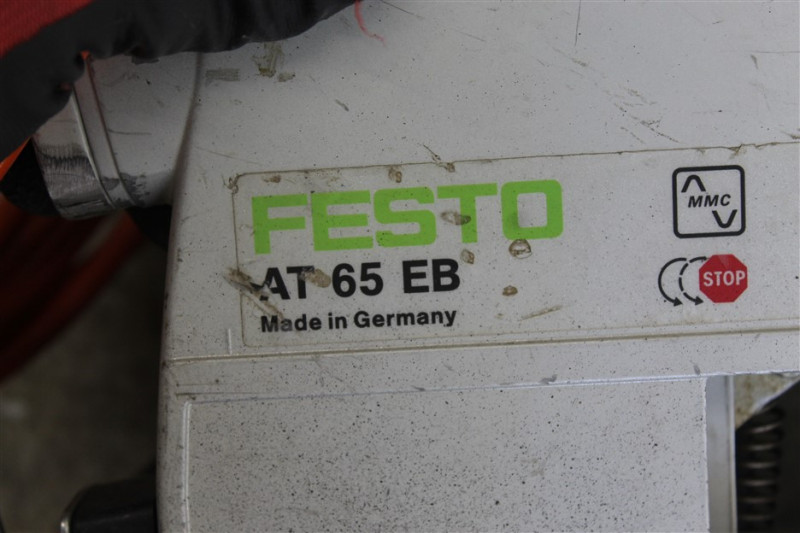 FESTO
AT 65 EB
Made in Germany
MMC
STOP